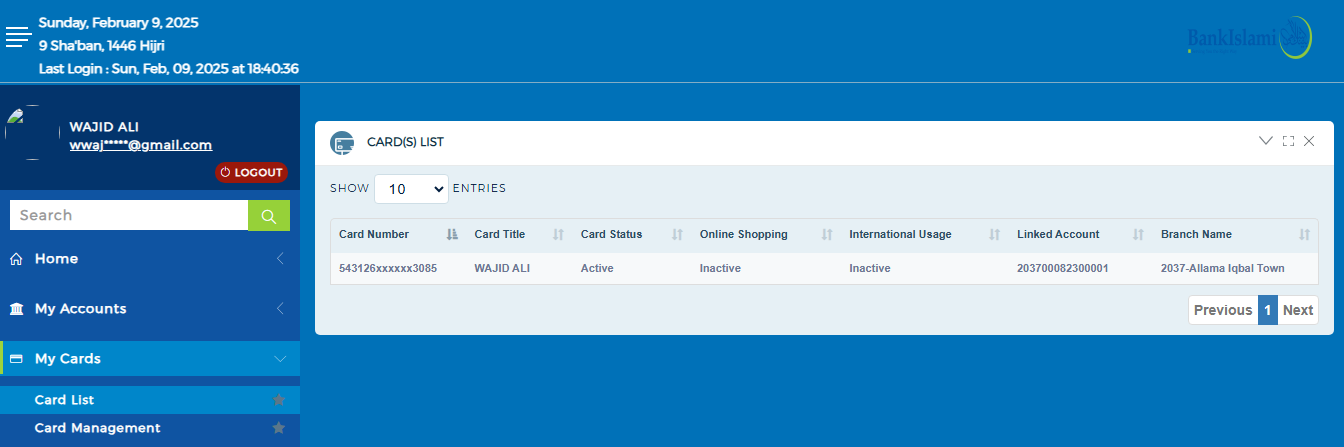 Sunday, February 9, 2025
9 Sha'ban, 1446 Hijri
Last Login : Sun, Feb, 09, 2025 at 18:40:36
BankIslami
WAJID ALI
wwaj*****@gmail.com
LOGOUT
Search
Home
My Accounts
My Cards
Card List
Card Management
CARD(S) LIST
SHOW 10 ENTRIES
Card Number Card Title Card Status Online Shopping International Usage Linked Account Branch Name
543126xxxxxx3085 WAJID ALI Active Inactive Inactive 203700082300001 2037-Allama Iqbal Town
Previous 1 Next